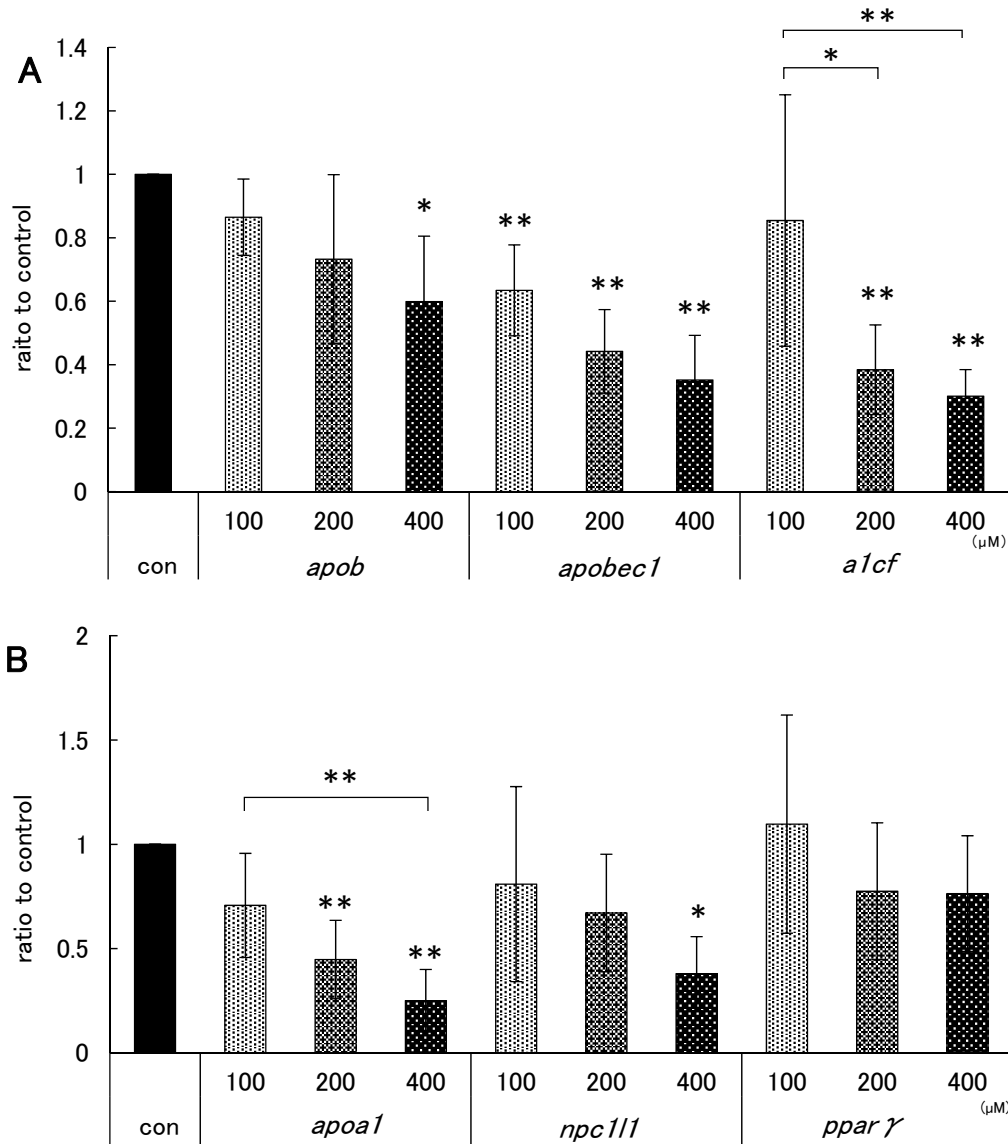 A
1.4
1.2
1
0.8
0.6
0.4
0.2
0
raito to control
* ** ** ** ** ** * **
100 200 400 100 200 400 100 200 400
(μM)
con apob apobec1 a1cf
B
2
1.5
1
0.5
0
ratio to control
** ** ** *
100 200 400 100 200 400 100 200 400
(μM)
con apoa1 npc1l1 pparγ